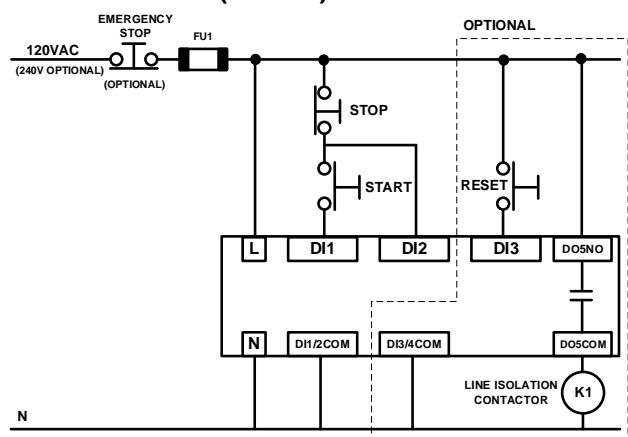 EMERGENCY
STOP
FU1
OPTIONAL
120VAC
(240V OPTIONAL)
(OPTIONAL)
STOP
START
RESET
L
DI1
DI2
DI3
DO5NO
N
DI1/2COM
DI3/4COM
DO5COM
LINE ISOLATION
CONTACTOR
K1
N